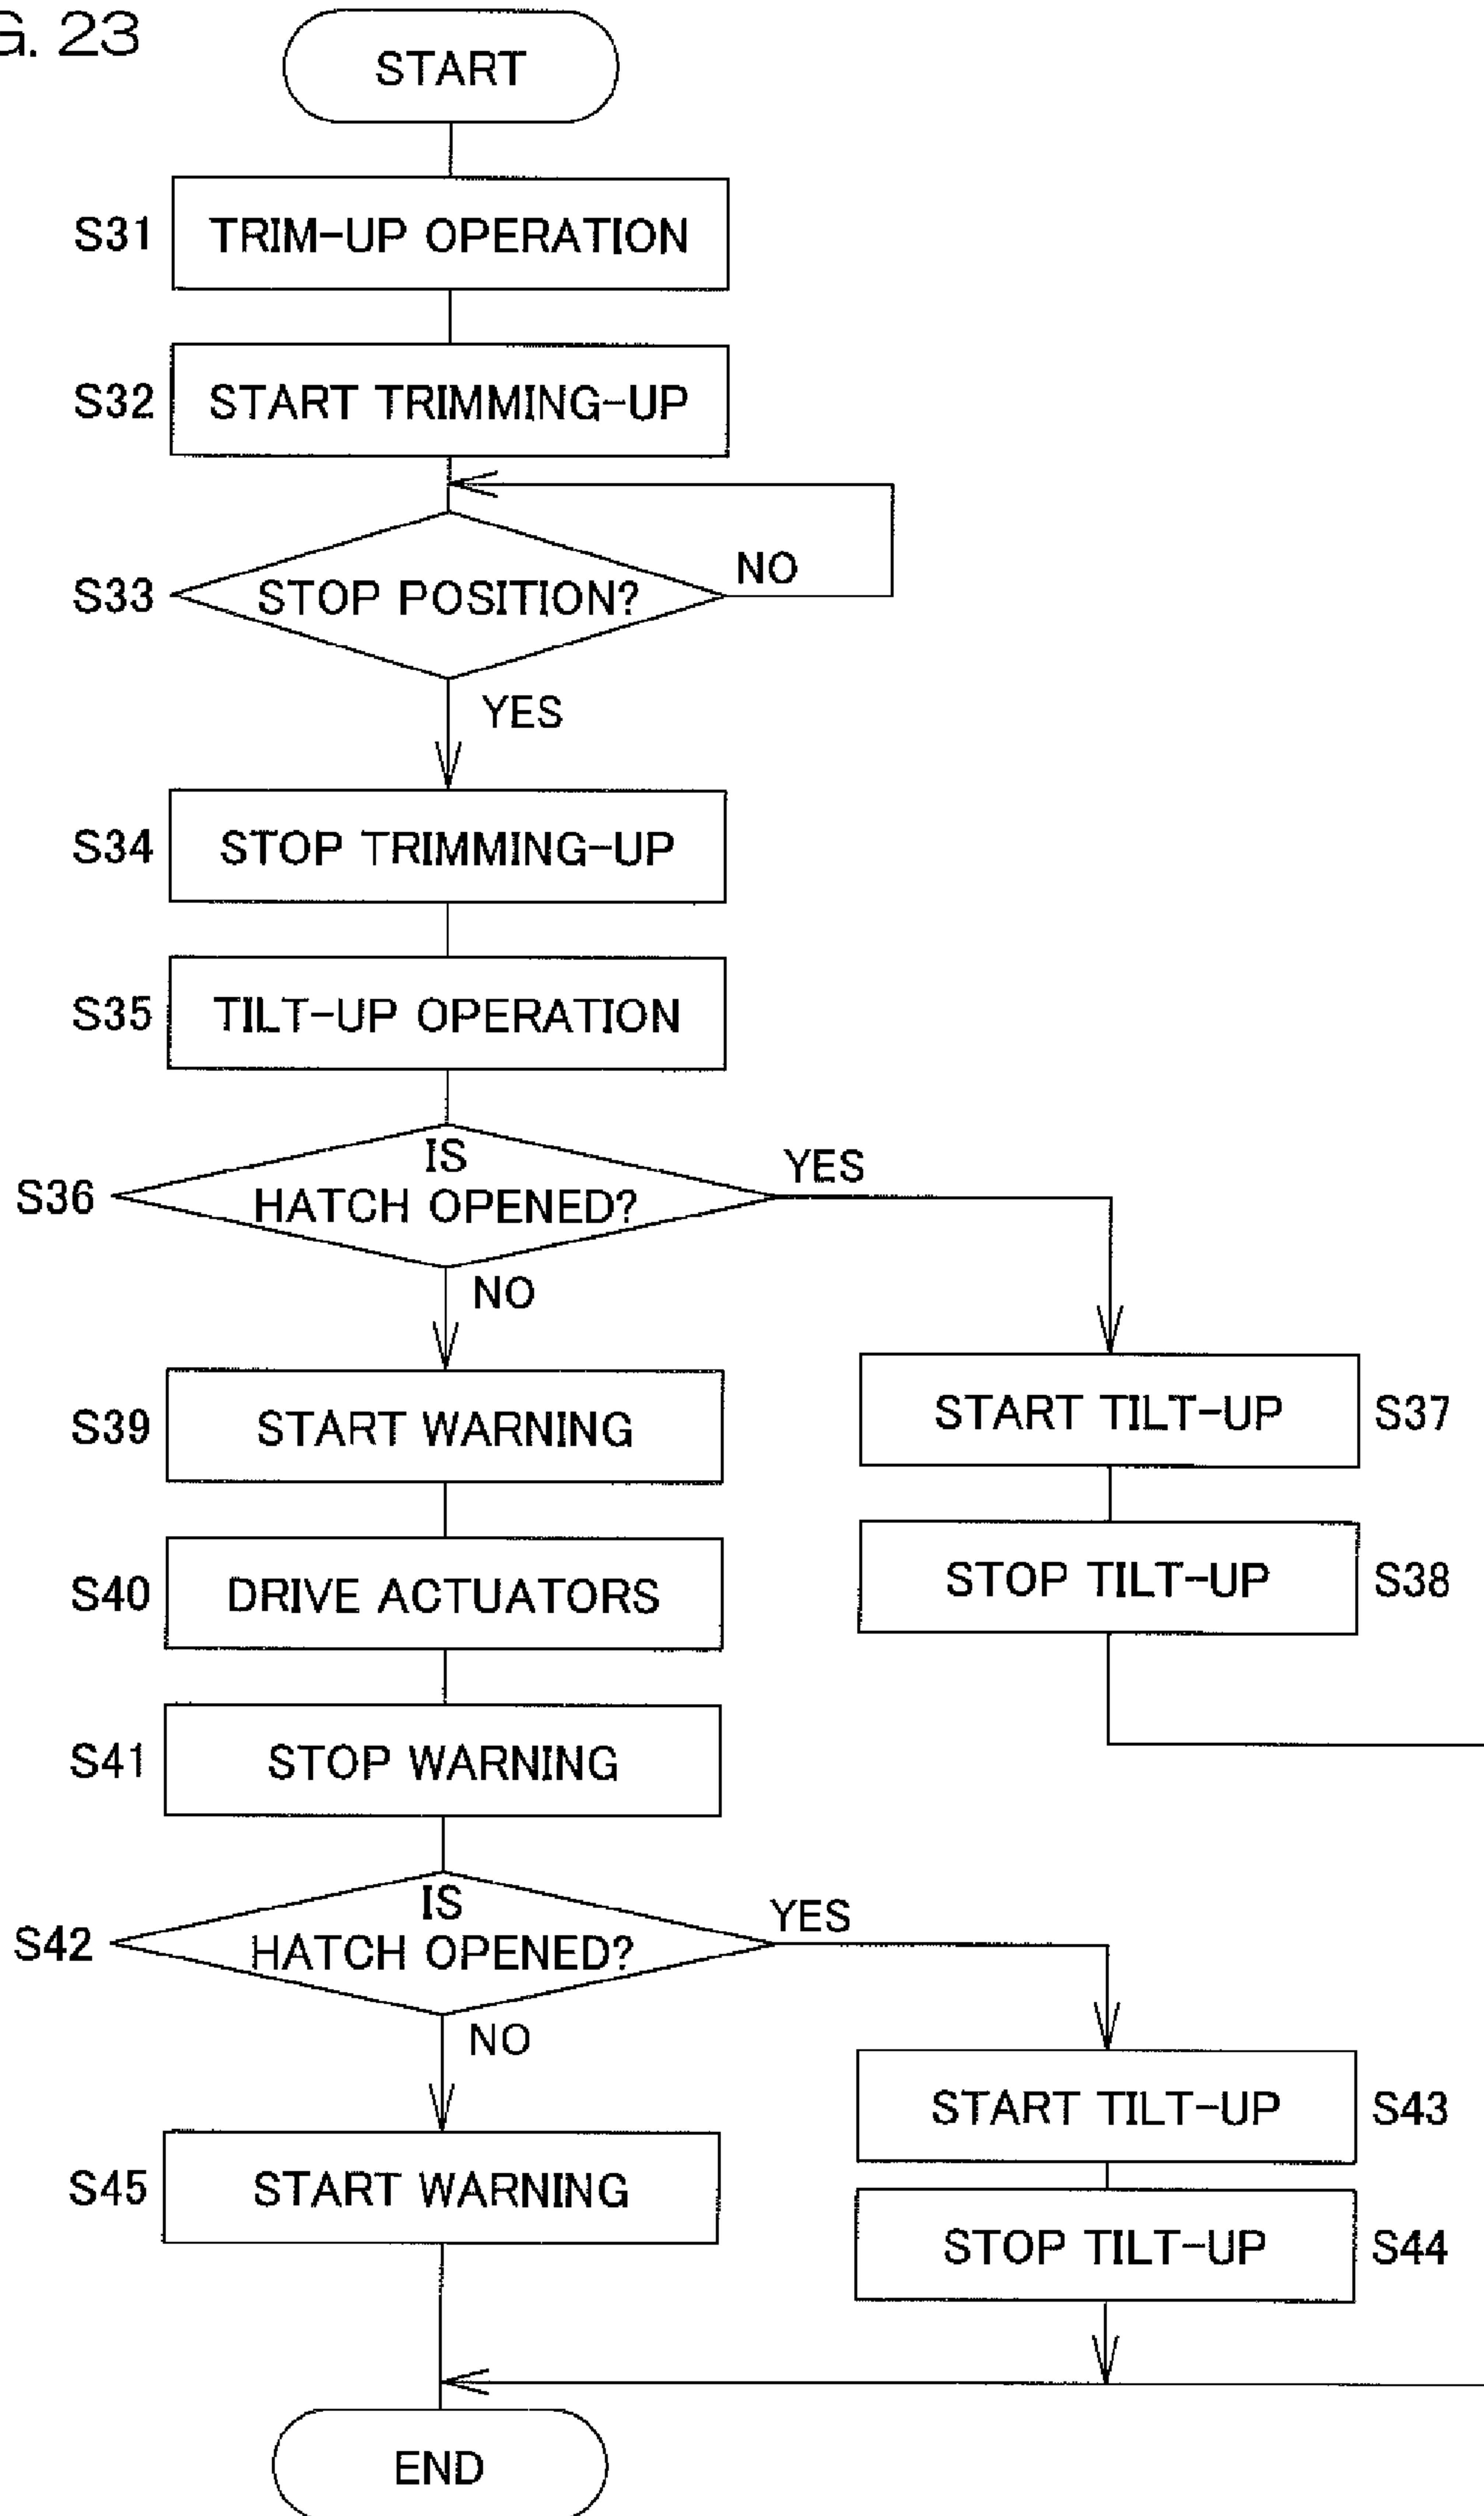 G. 23
START
S31 TRIM-UP OPERATION
S32 START TRIMMING-UP
S33 STOP POSITION?
NO
YES
S34 STOP TRIMMING-UP
S35 TILT-UP OPERATION
S36
IS
HATCH OPENED?
YES
NO
START TILT-UP S37
STOP TILT-UP S38
S39 START WARNING
S40 DRIVE ACTUATORS
S41 STOP WARNING
S42
IS
HATCH OPENED?
YES
NO
START TILT-UP S43
STOP TILT-UP S44
S45 START WARNING
END